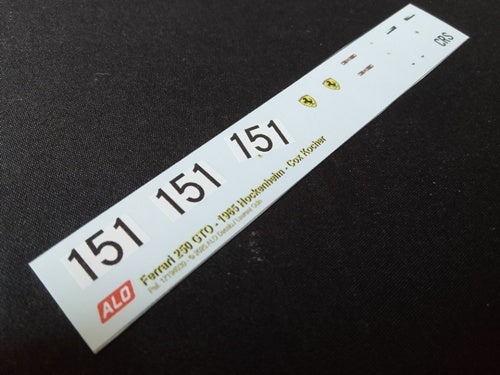 151 151 151
CRS
ALO
Ferrari 250 GTO - 1965 Hockenheim - Cox Kocher